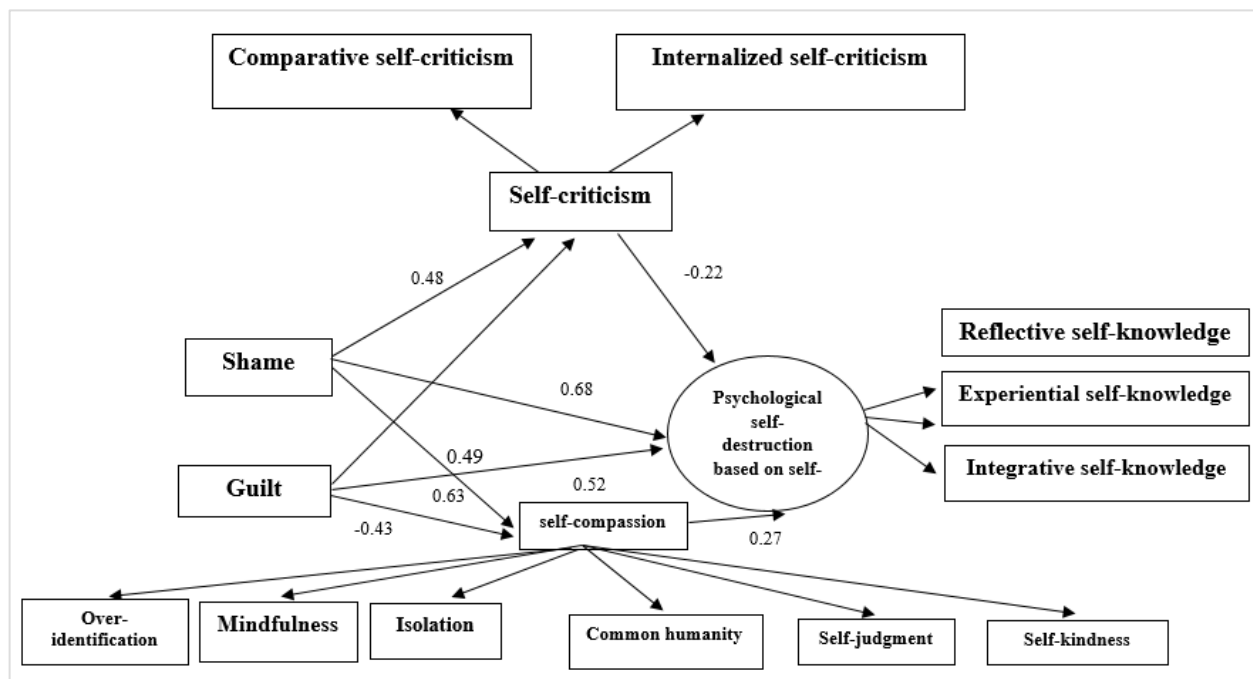 Comparative self-criticism
Internalized self-criticism
Self-criticism
0.48
-0.22
Shame
0.68
Psychological
self-
destruction
based on self-
Reflective self-knowledge
Experiential self-knowledge
Integrative self-knowledge
Guilt
0.49
0.63
0.52
-0.43
self-compassion
0.27
Over-
identification
Mindfulness
Isolation
Common humanity
Self-judgment
Self-kindness